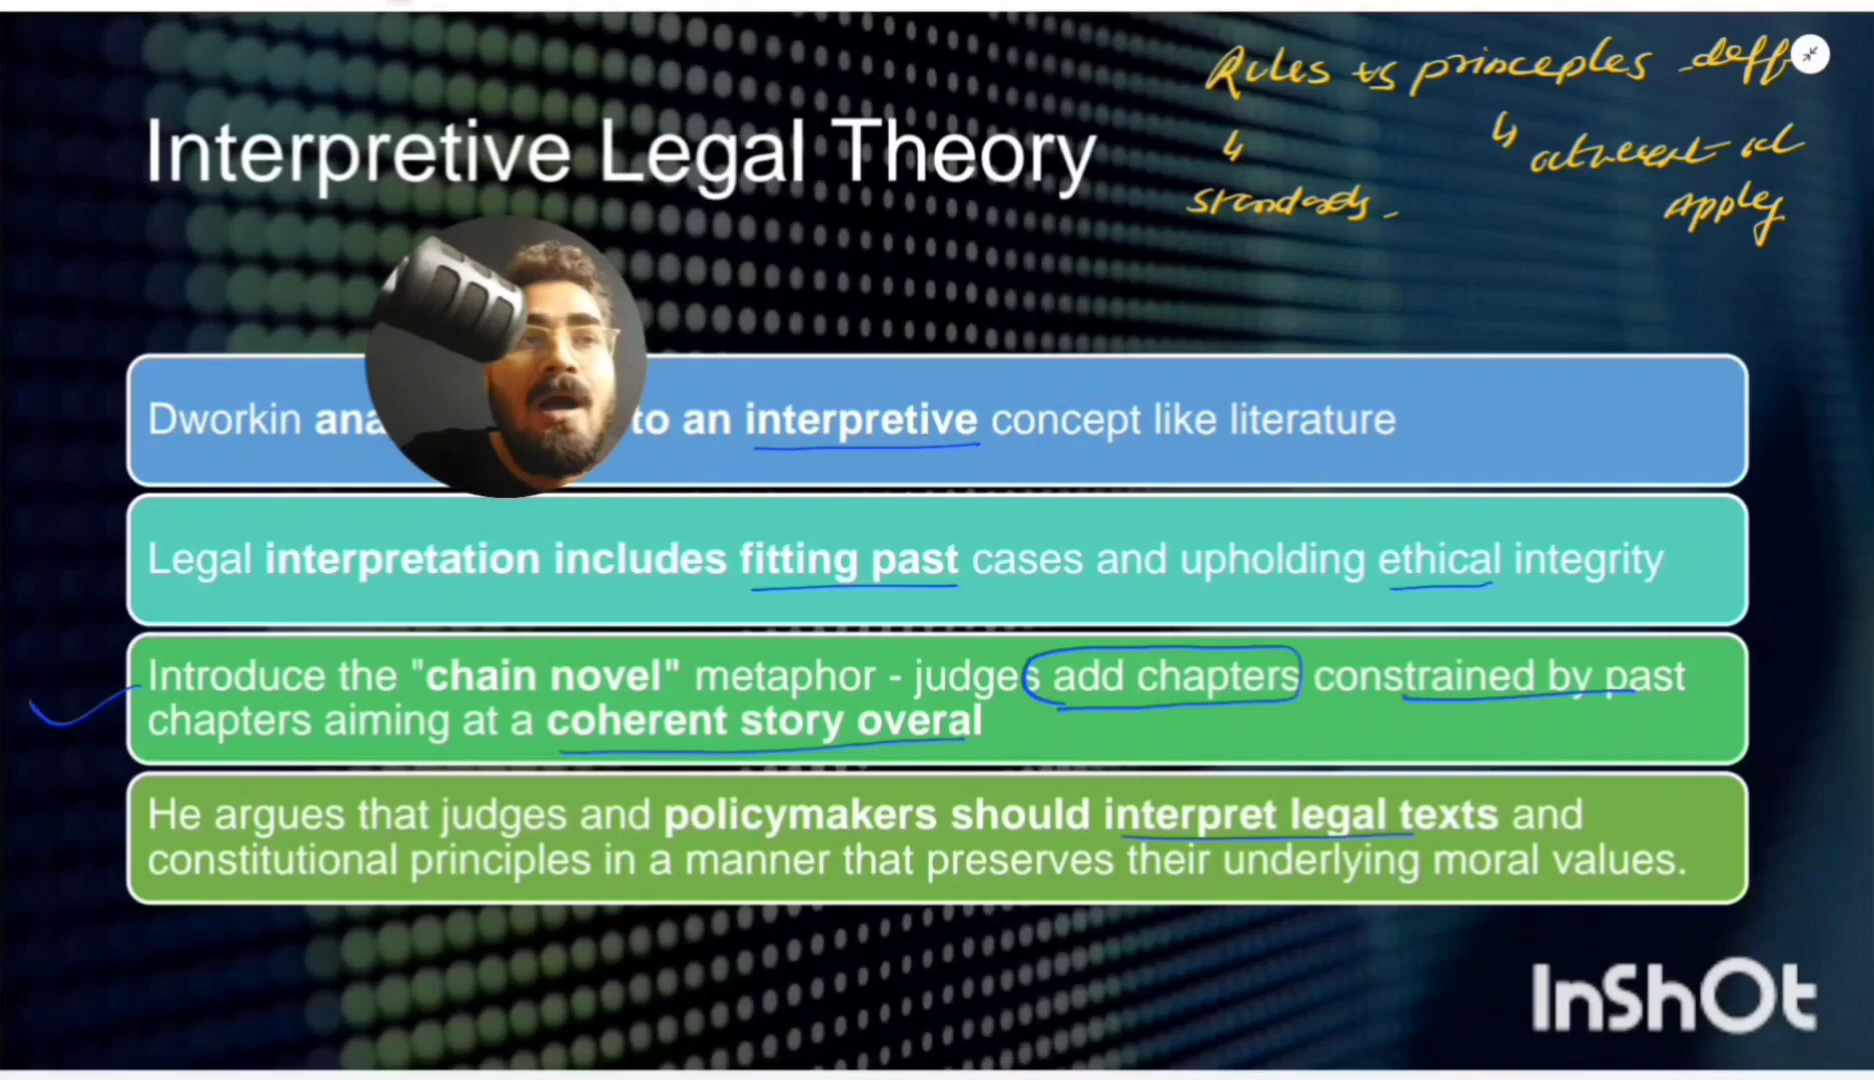 Rules vs principles diff
↳ ↳
standards.
apply
Interpretive Legal Theory
Dworkin ana to an interpretive concept like literature
Legal interpretation includes fitting past cases and upholding ethical integrity
Introduce the "chain novel" metaphor - judges add chapters constrained by past
chapters aiming at a coherent story overal
He argues that judges and policymakers should interpret legal texts and
constitutional principles in a manner that preserves their underlying moral values.
InShOt